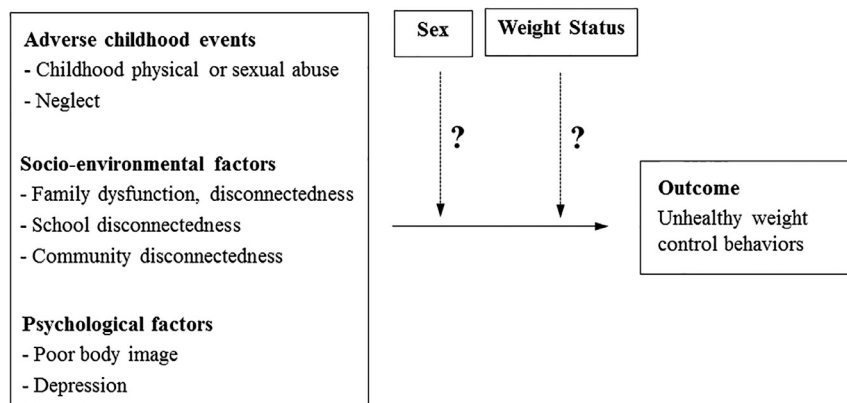 Adverse childhood events
- Childhood physical or sexual abuse
- Neglect
Socio-environmental factors
- Family dysfunction, disconnectedness
- School disconnectedness
- Community disconnectedness
Psychological factors
- Poor body image
- Depression
Sex
Weight Status
?
?
Outcome
Unhealthy weight
control behaviors